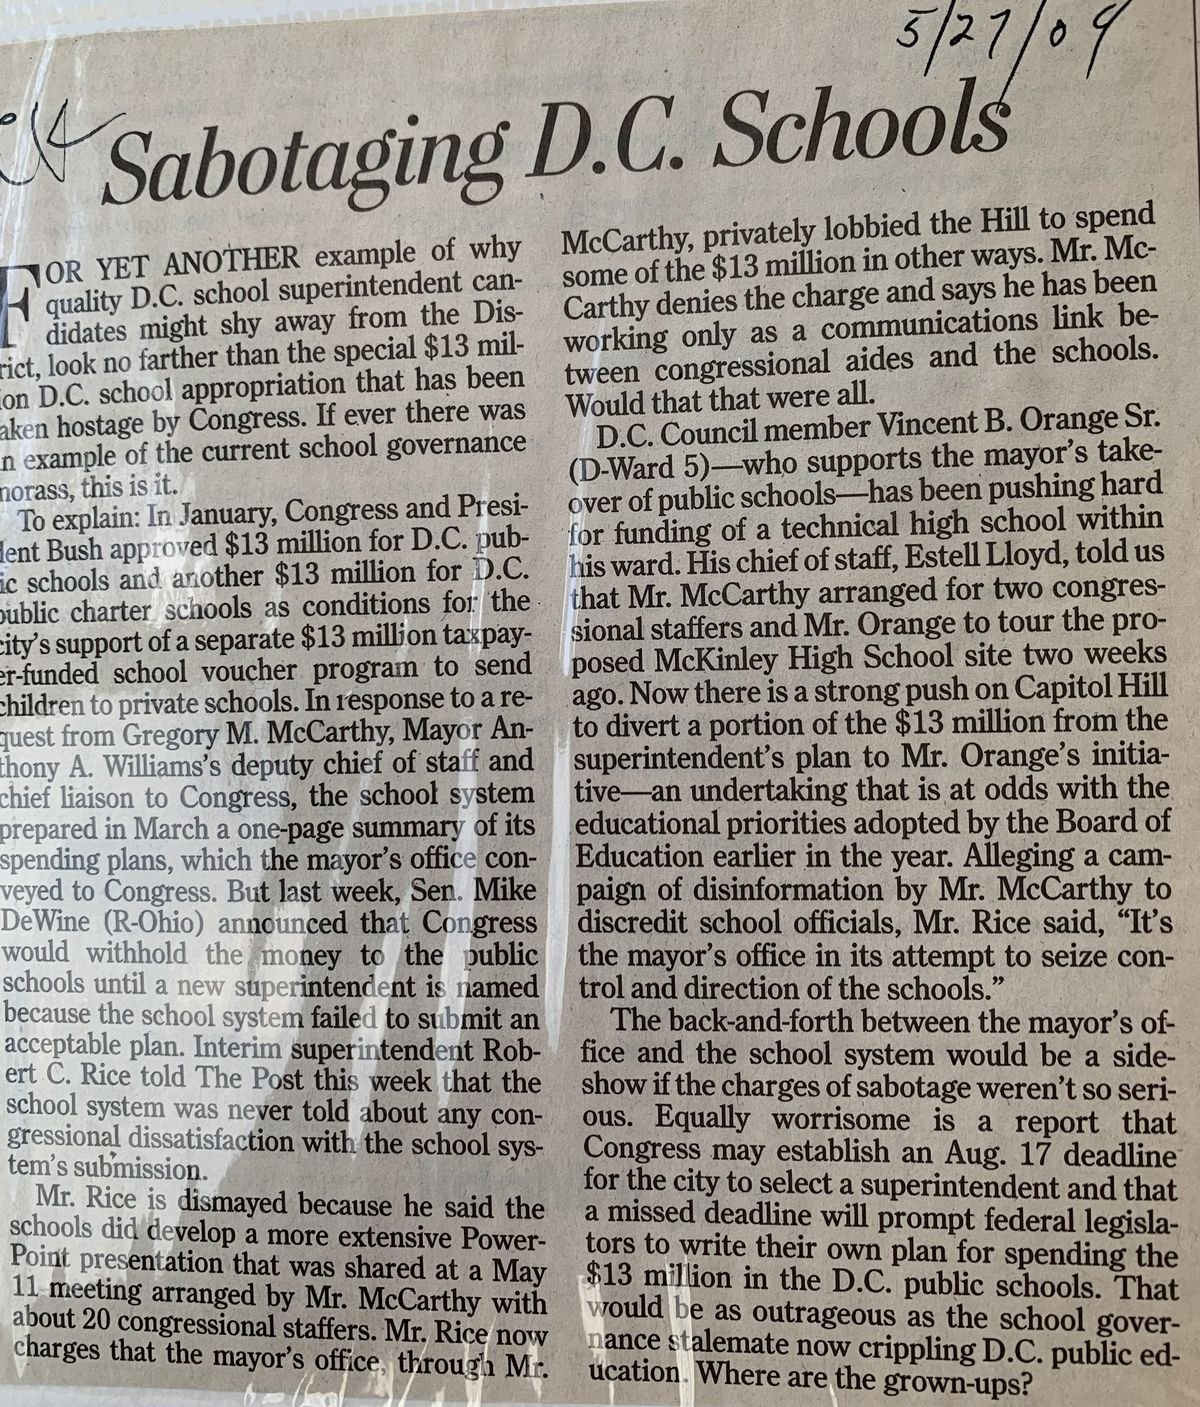 5/27/04
Sabotaging D.C. Schools
FOR YET ANOTHER example of why
quality D.C. school superintendent can-
didates might shy away from the Dis-
rict, look no farther than the special $13 mil-
on D.C. school appropriation that has been
aken hostage by Congress. If ever there was
n example of the current school governance
norass, this is it.
To explain: In January, Congress and Presi-
dent Bush approved $13 million for D.C. pub-
ic schools and another $13 million for D.C.
public charter schools as conditions for the
city's support of a separate $13 million taxpay-
er-funded school voucher program to send
children to private schools. In response to a re-
quest from Gregory M. McCarthy, Mayor An-
thony A. Williams's deputy chief of staff and
chief liaison to Congress, the school system
prepared in March a one-page summary of its
spending plans, which the mayor's office con-
veyed to Congress. But last week, Sen. Mike
DeWine (R-Ohio) announced that Congress
would withhold the money to the public
schools until a new superintendent is named
because the school system failed to submit an
acceptable plan. Interim superintendent Rob-
ert C. Rice told The Post this week that the
school system was never told about any con-
gressional dissatisfaction with the school sys-
tem's submission.
Mr. Rice is dismayed because he said the
schools did develop a more extensive Power-
Point presentation that was shared at a May
11 meeting arranged by Mr. McCarthy with
about 20 congressional staffers. Mr. Rice now
charges that the mayor's office, through Mr.
McCarthy, privately lobbied the Hill to spend
some of the $13 million in other ways. Mr. Mc-
Carthy denies the charge and says he has been
working only as a communications link be-
tween congressional aides and the schools.
Would that that were all.
D.C. Council member Vincent B. Orange Sr.
(D-Ward 5)—who supports the mayor's take-
over of public schools—has been pushing hard
for funding of a technical high school within
his ward. His chief of staff, Estell Lloyd, told us
that Mr. McCarthy arranged for two congres-
sional staffers and Mr. Orange to tour the pro-
posed McKinley High School site two weeks
ago. Now there is a strong push on Capitol Hill
to divert a portion of the $13 million from the
superintendent's plan to Mr. Orange's initia-
tive—an undertaking that is at odds with the
educational priorities adopted by the Board of
Education earlier in the year. Alleging a cam-
paign of disinformation by Mr. McCarthy to
discredit school officials, Mr. Rice said, "It's
the mayor's office in its attempt to seize con-
trol and direction of the schools."
The back-and-forth between the mayor's of-
fice and the school system would be a side-
show if the charges of sabotage weren't so seri-
ous. Equally worrisome is a report that
Congress may establish an Aug. 17 deadline
for the city to select a superintendent and that
a missed deadline will prompt federal legisla-
tors to write their own plan for spending the
$13 million in the D.C. public schools. That
would be as outrageous as the school gover-
nance stalemate now crippling D.C. public ed-
ucation. Where are the grown-ups?